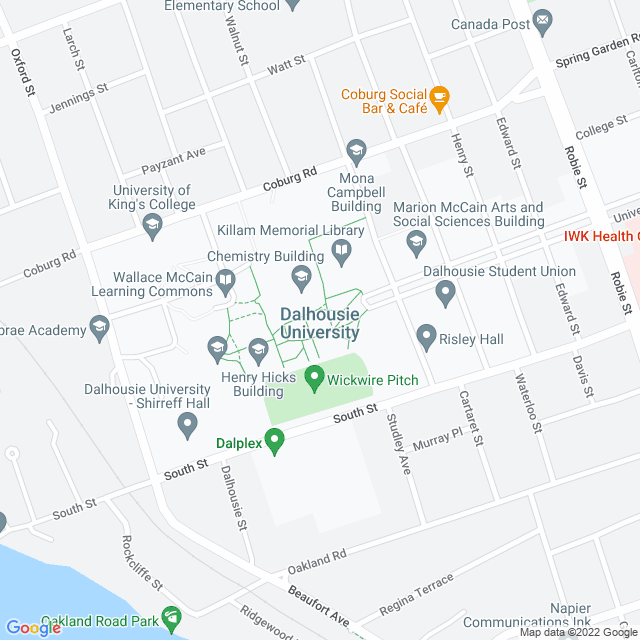 Elementary School
Canada Post
Larch St
Walnut St
Watt St
Spring Garden R
Oxford St
Jennings St
Coburg Social
Bar & Café
Carlto
College St
Edward St
Henry St
Robie St
Payzant Ave
Coburg Rd
Mona
Campbell
Building
University of
King's College
Marion McCain Arts and
Social Sciences Building
Unive
Killam Memorial Library
IWK Health C
Chemistry Building
Coburg Rd
Wallace McCain
Learning Commons
Dalhousie Student Union
Robie St
Edward St
Dalhousie
University
brae Academy
Risley Hall
Henry Hicks
Building
Wickwire Pitch
Dalhousie University
- Shirreff Hall
Davis St
Waterloo St
Cartaret St
South St
Studley Ave
Murray Pl
Dalplex
South St
Dalhousie St
South St
Rockcliffe St
Oakland Rd
Beaufort Ave
Regina Terrace
Ridgewood
Oakland Road Park
Napier
Communications Ink
Google
Map data ©2022 Google